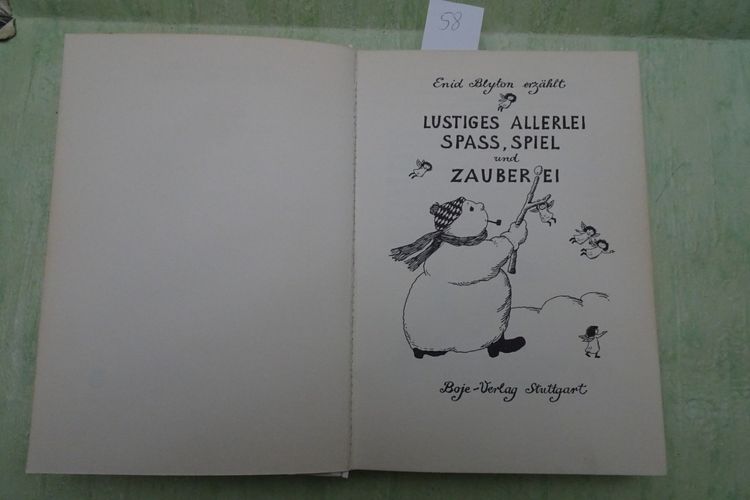 58
Enid Blyton erzählt
LUSTIGES ALLERLEI
SPASS, SPIEL
und
ZAUBEREI
Boje-Verlag Stuttgart